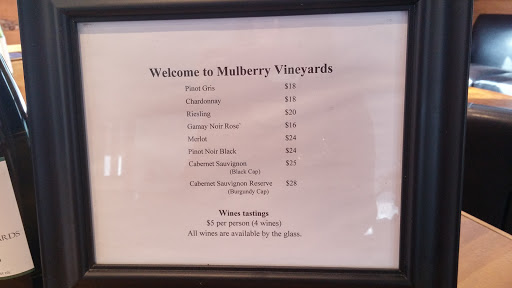 Welcome to Mulberry Vineyards
Pinot Gris $18
Chardonnay $18
Riesling $20
Gamay Noir Rose' $16
Merlot $24
Pinot Noir Black $24
Cabernet Sauvignon $25
(Black Cap)
Cabernet Sauvignon Reserve $28
(Burgundy Cap)
Wines tastings
$5 per person (4 wines)
All wines are available by the glass.
ARDS